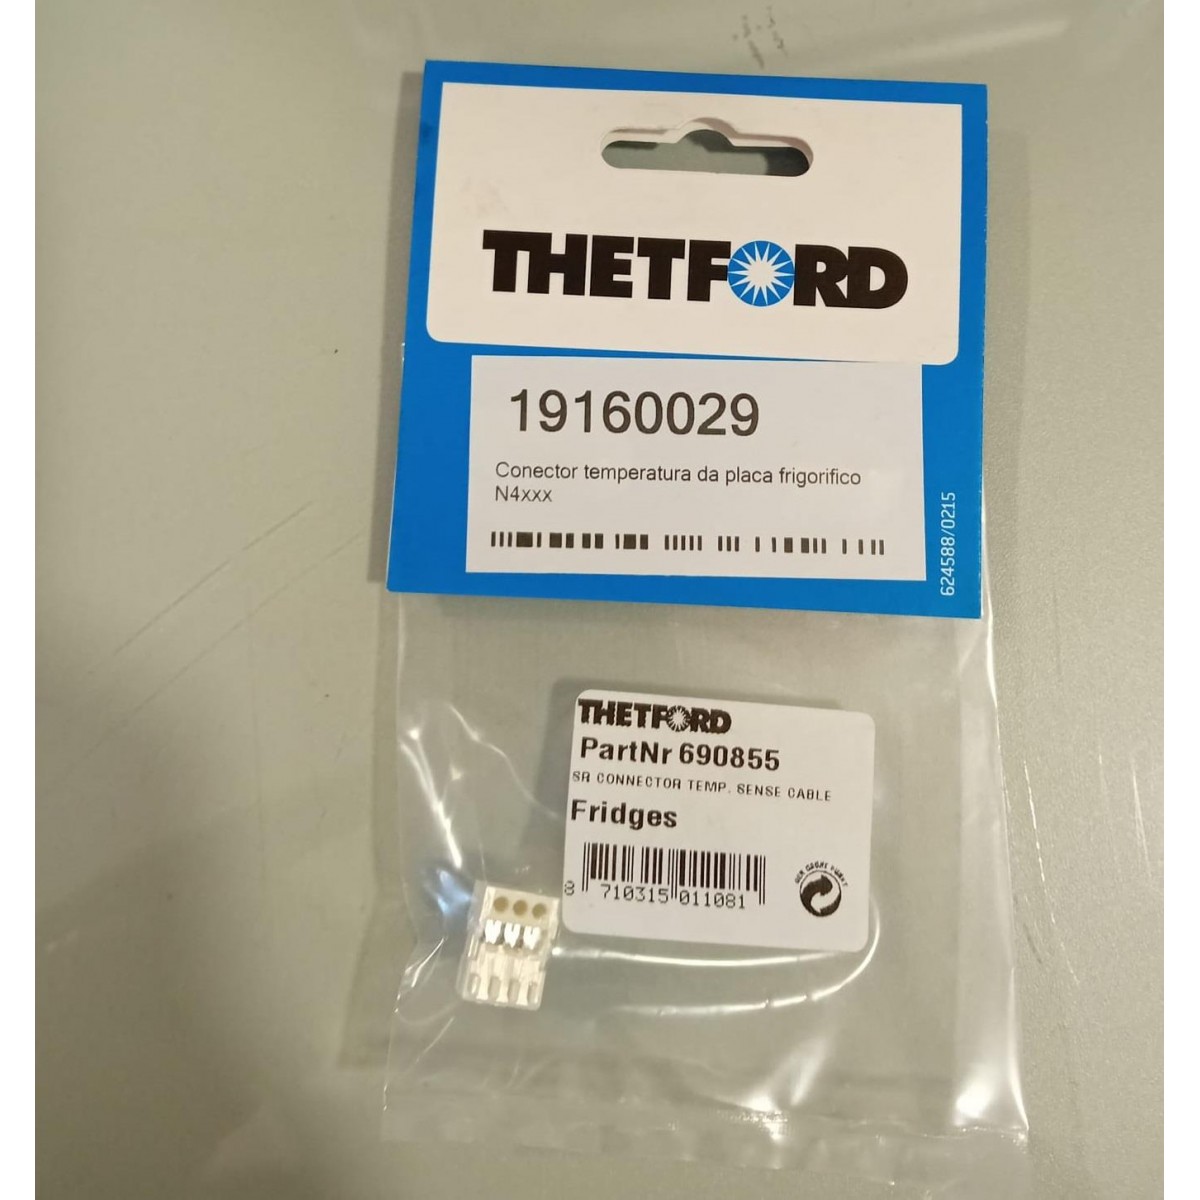 THETFORD
19160029
Conector temperatura da placa frigorifico
N4xxx
624588/0215
THETFORD
PartNr 690855
SR CONNECTOR TEMP. SENSE CABLE
Fridges
8 710315 011081